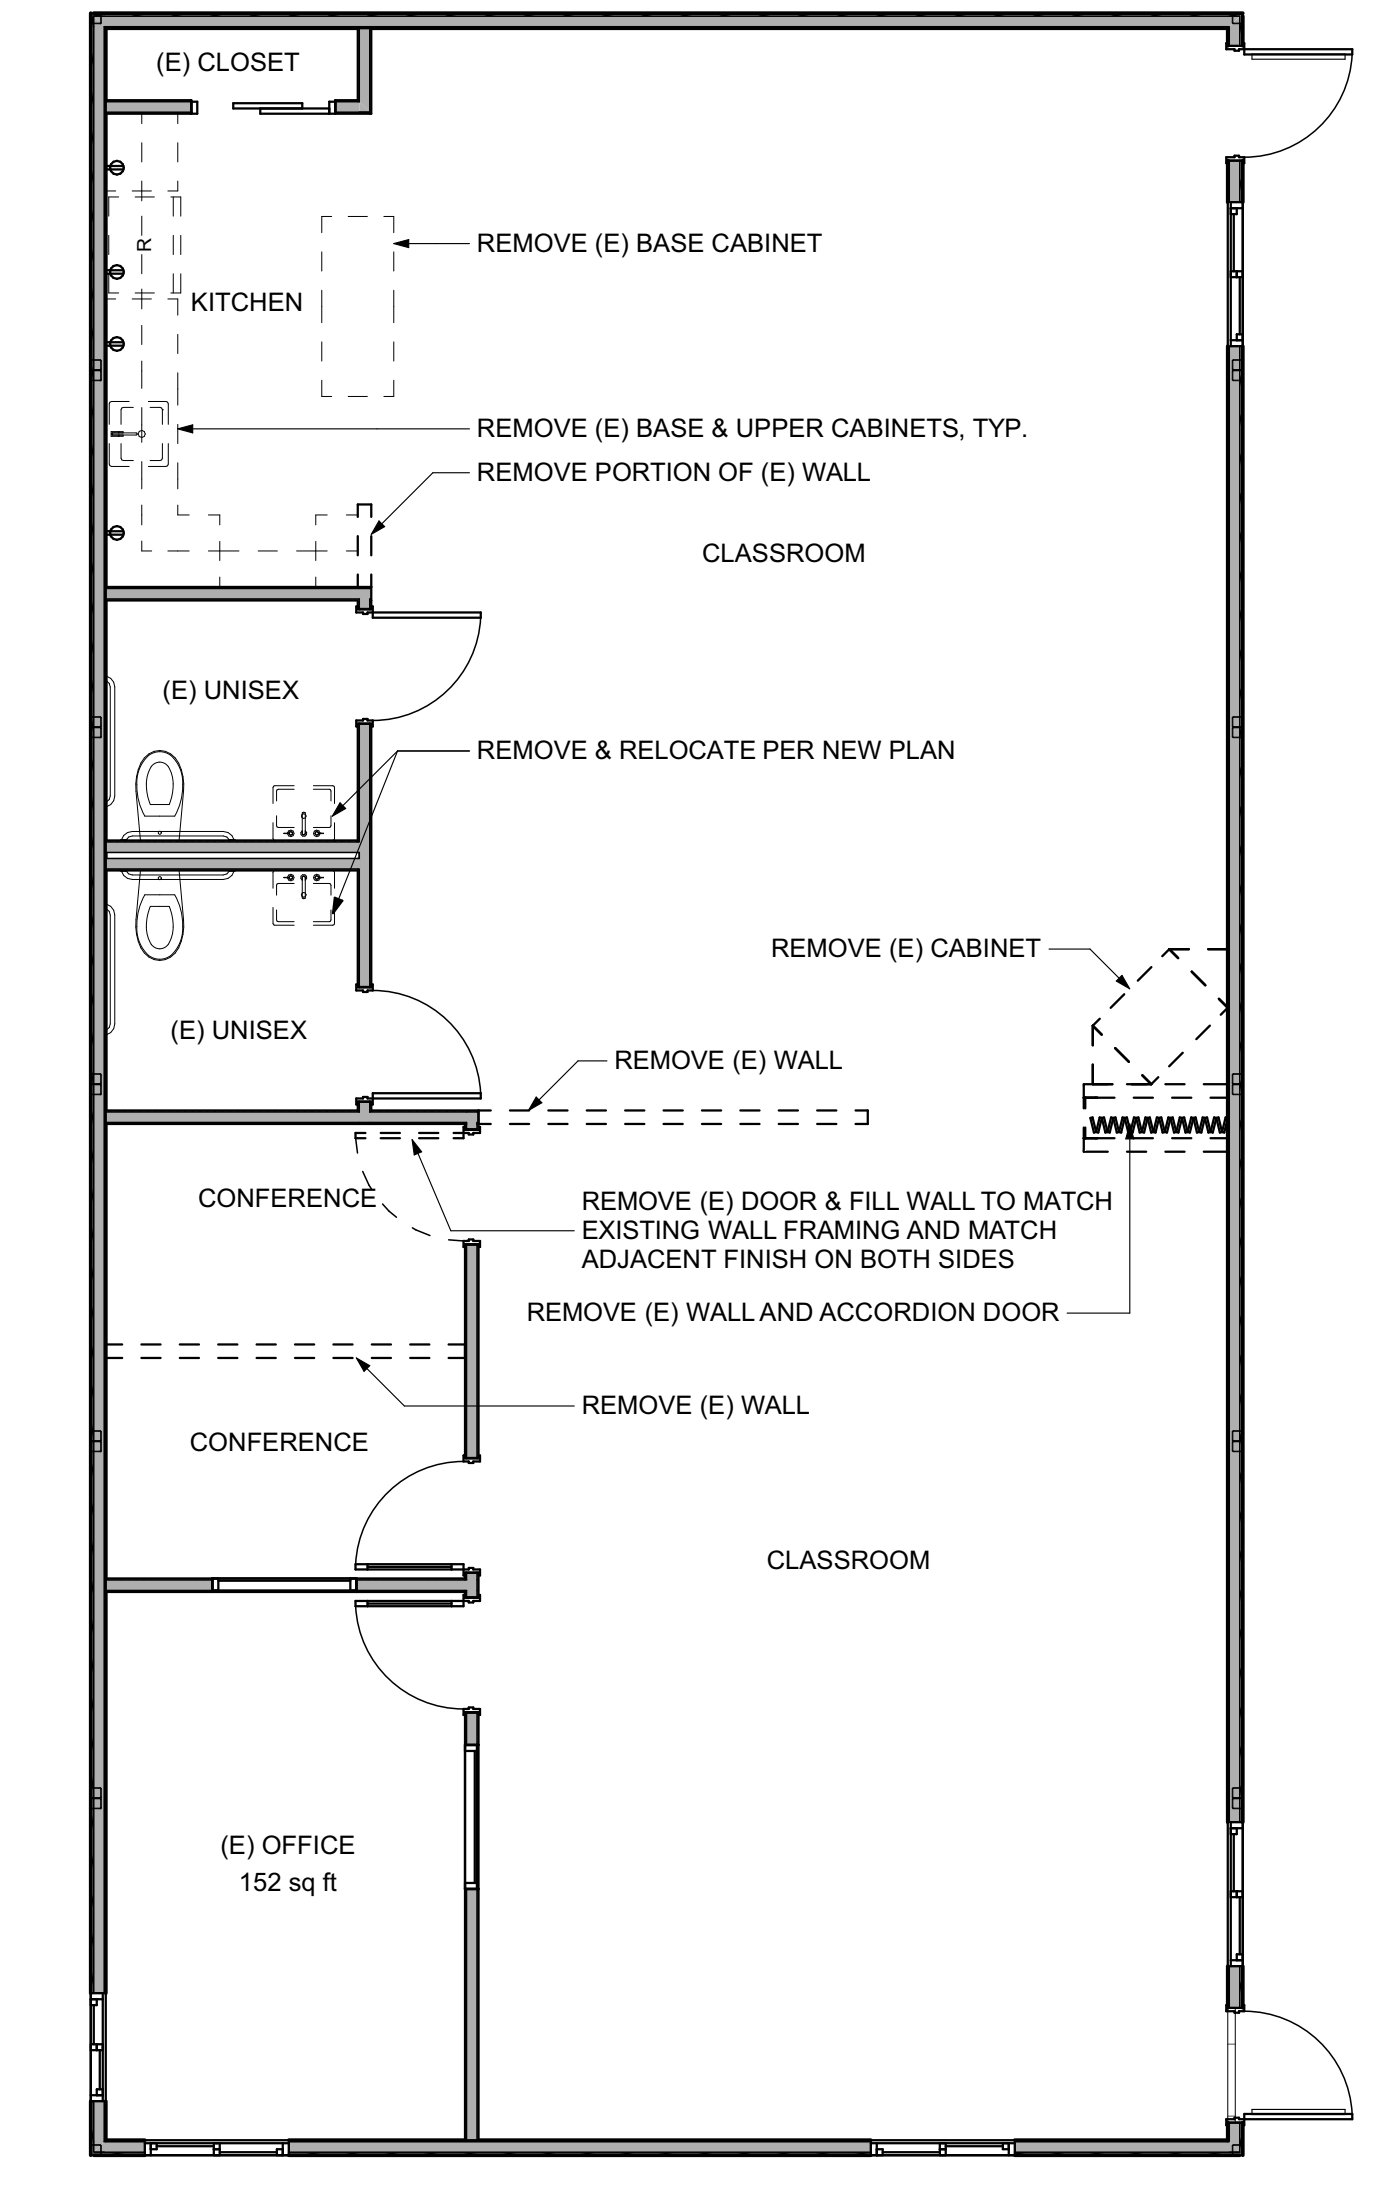 (E) CLOSET
REMOVE (E) BASE CABINET
R
KITCHEN
REMOVE (E) BASE & UPPER CABINETS, TYP.
REMOVE PORTION OF (E) WALL
CLASSROOM
(E) UNISEX
REMOVE & RELOCATE PER NEW PLAN
REMOVE (E) CABINET
(E) UNISEX
REMOVE (E) WALL
CONFERENCE
REMOVE (E) DOOR & FILL WALL TO MATCH
EXISTING WALL FRAMING AND MATCH
ADJACENT FINISH ON BOTH SIDES
REMOVE (E) WALL AND ACCORDION DOOR
REMOVE (E) WALL
CONFERENCE
CLASSROOM
(E) OFFICE
152 sq ft